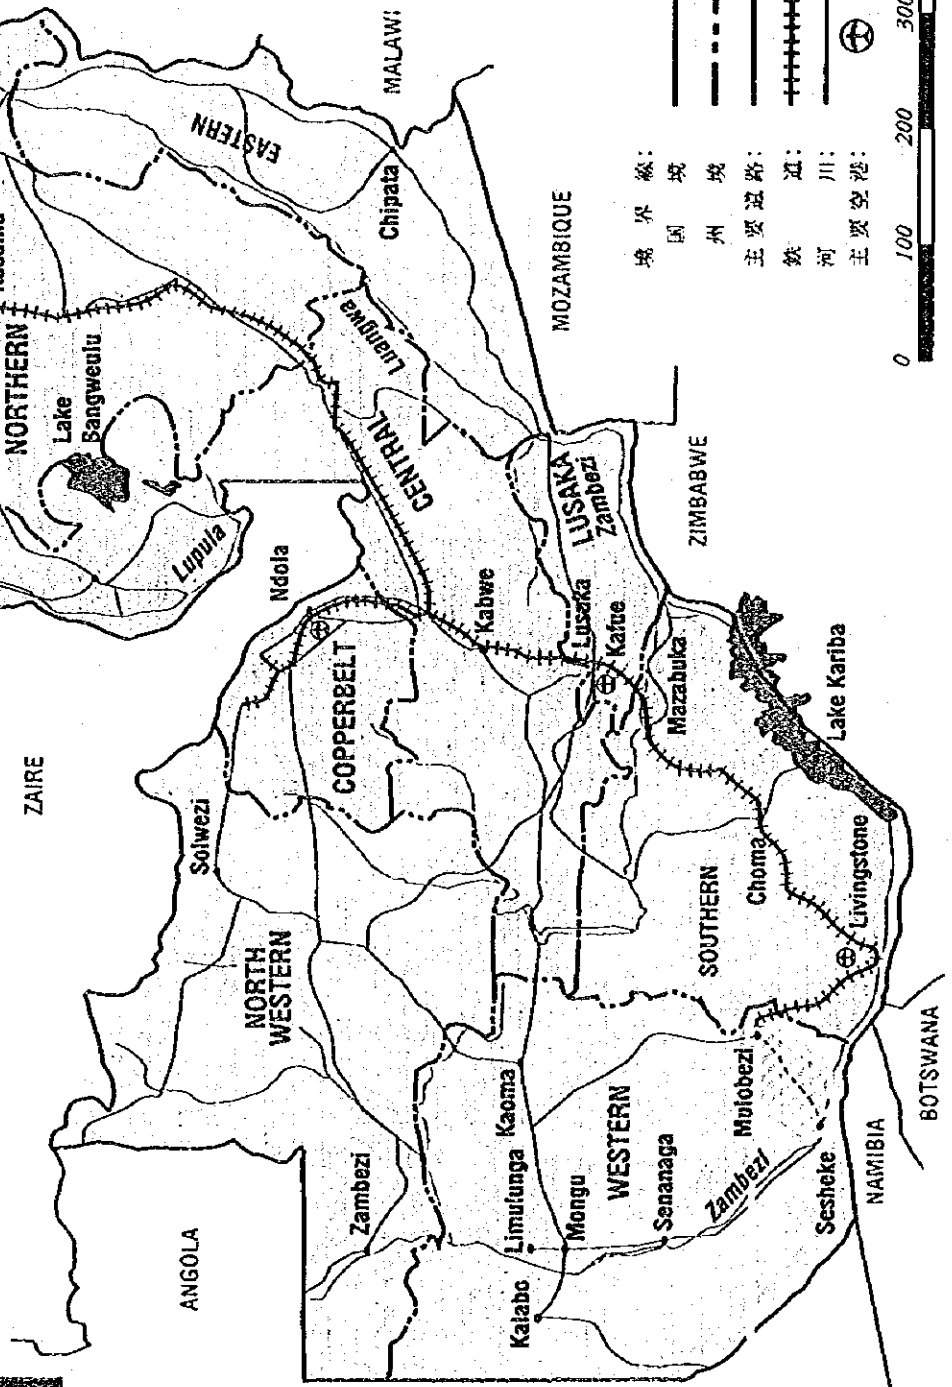 ZAIRE
ANGOLA
MALAWI
MOZAMBIQUE
ZIMBABWE
BOTSWANA
NAMIBIA
NORTHERN
Lake
Bangweulu
EASTERN
Chipata
Luangwa
CENTRAL
Lupula
Ndola
COPPERBELT
Solwezi
NORTH
WESTERN
Zambezi
Kabwe
LUSAKA
Zambezi
Lusaka
Kafue
Mazabuka
Lake Kariba
SOUTHERN
Choma
Livingstone
Kaoma
Limulunga
Mongu
Kalabo
WESTERN
Senanaga
Mulobezi
Zambezi
Sesheke
境界線:
国境
州境
主要道路:
鉄道:
河川:
主要空港:
0 100 200 300